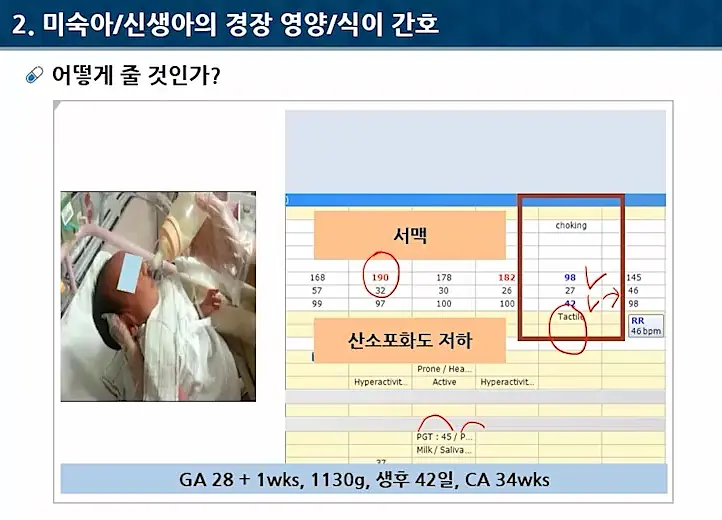 2. 미숙아/신생아의 경장 영양/식이 간호
어떻게 줄 것인가?
서맥
choking
168 190 178 182 98 145
57 32 30 26 27 46
99 97 100 100 42 98
Tactile
RR
46 bpm
산소포화도 저하
Prone / Hea...
Hyperactivit... Active Hyperactivit...
PGT : 45 / P...
Milk / Saliva...
37
GA 28 + 1wks, 1130g, 생후 42일, CA 34wks